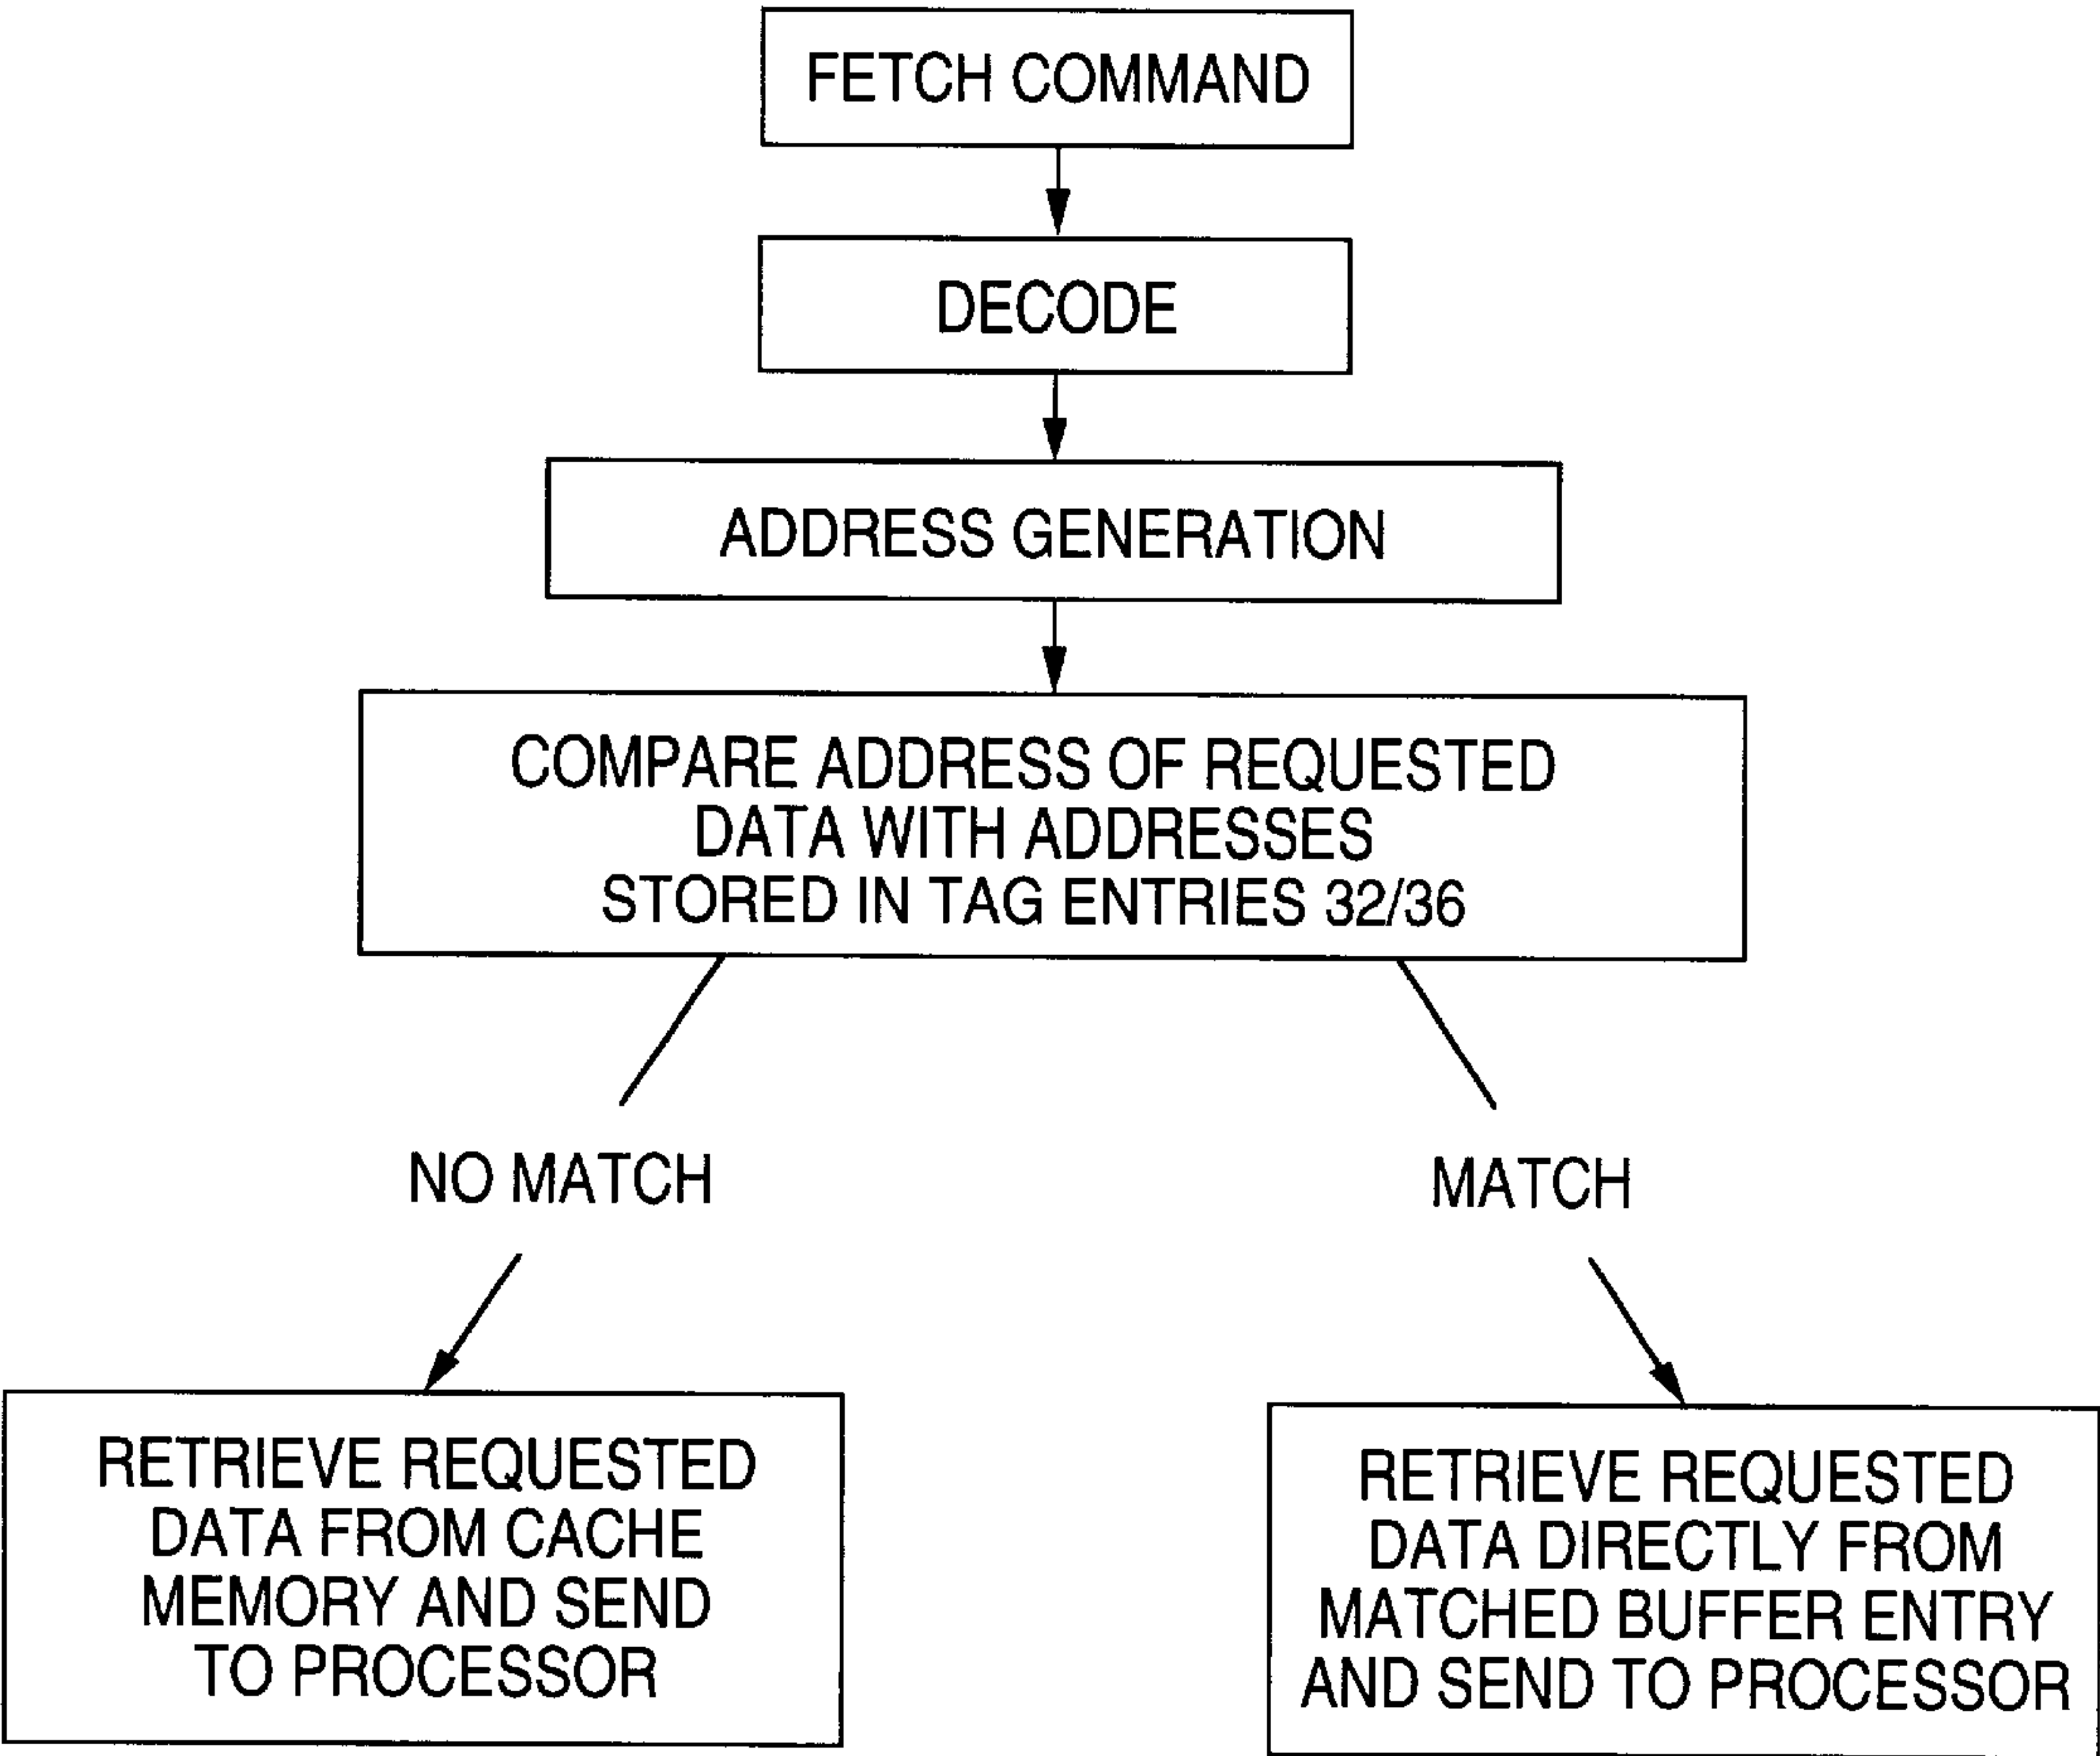 FETCH COMMAND
DECODE
ADDRESS GENERATION
COMPARE ADDRESS OF REQUESTED
DATA WITH ADDRESSES
STORED IN TAG ENTRIES 32/36
NO MATCH
MATCH
RETRIEVE REQUESTED
DATA FROM CACHE
MEMORY AND SEND
TO PROCESSOR
RETRIEVE REQUESTED
DATA DIRECTLY FROM
MATCHED BUFFER ENTRY
AND SEND TO PROCESSOR